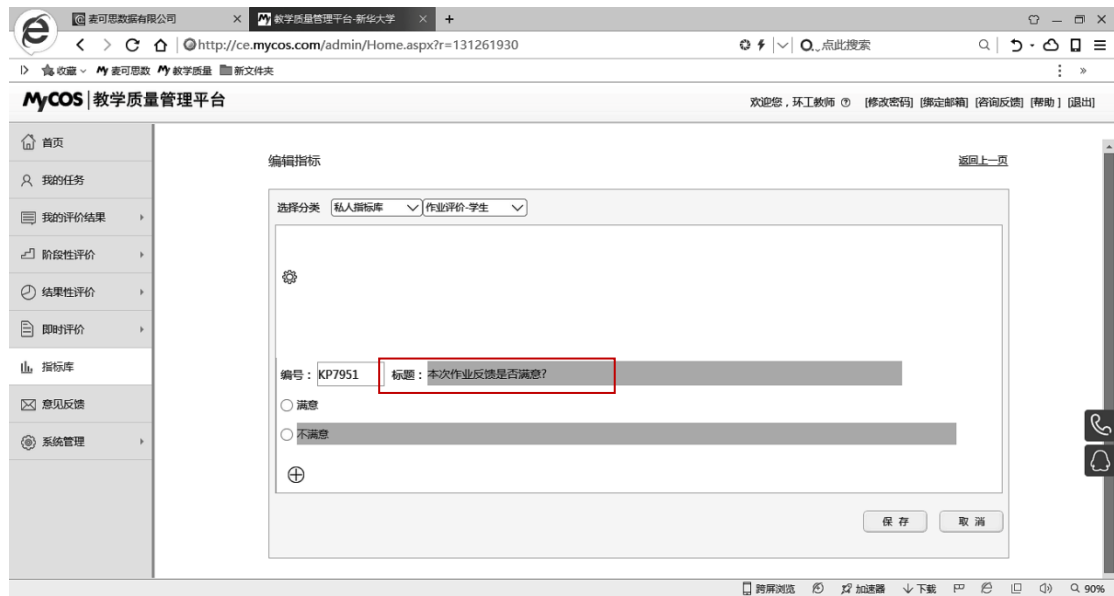 麦可思数据有限公司
教学质量管理平台-新华大学
http://ce.mycos.com/admin/Home.aspx?r=131261930
点此搜索
收藏 麦可思数 教学质量 新文件夹
MyCOS 教学质量管理平台
欢迎您，环工教师 [修改密码] [绑定邮箱] [咨询反馈] [帮助] [退出]
首页
我的任务
我的评价结果
阶段性评价
结果性评价
即时评价
指标库
意见反馈
系统管理
编辑指标
返回上一页
选择分类 私人指标库 作业评价-学生
编号： KP7951 标题：本次作业反馈是否满意?
满意
不满意
保存 取消
跨屏浏览 加速器 下载 90%